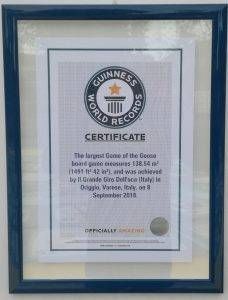 GUINNESS
WORLD RECORDS
CERTIFICATE
The largest Game of the Goose
board game measures 138.54 m²
(1491 ft² 42 in²), and was achieved
by Il Grande Giro Dell'oca (Italy) in
Origgio, Varese, Italy, on 8
September 2018.
OFFICIALLY AMAZING